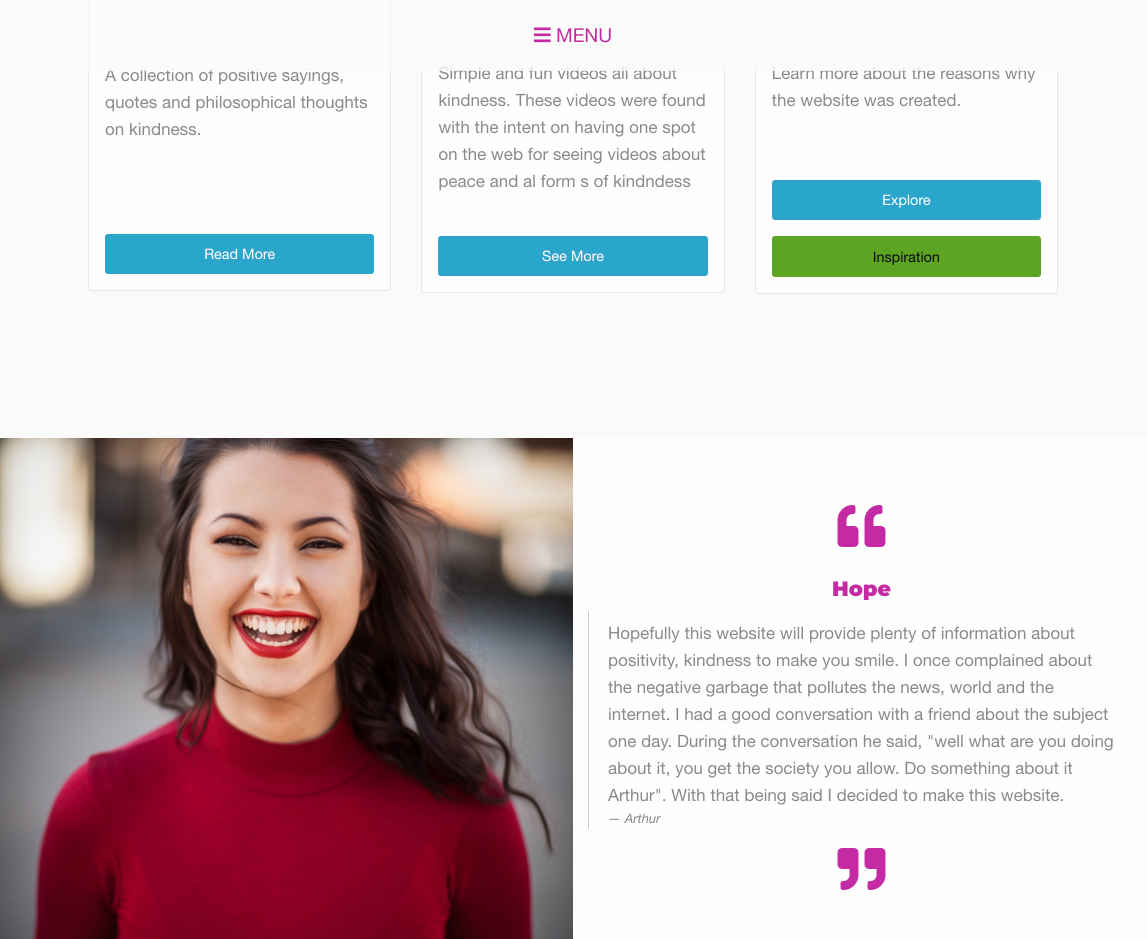 MENU
A collection of positive sayings,
quotes and philosophical thoughts
on kindness.
Read More
Simple and fun videos all about
kindness. These videos were found
with the intent on having one spot
on the web for seeing videos about
peace and al form s of kindndess
See More
Learn more about the reasons why
the website was created.
Explore
Inspiration
Hope
Hopefully this website will provide plenty of information about
positivity, kindness to make you smile. I once complained about
the negative garbage that pollutes the news, world and the
internet. I had a good conversation with a friend about the subject
one day. During the conversation he said, "well what are you doing
about it, you get the society you allow. Do something about it
Arthur". With that being said I decided to make this website.
— Arthur